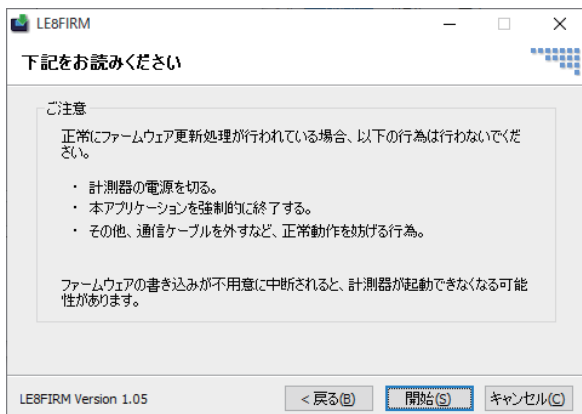 LE8FIRM
下記をお読みください
ご注意
正常にファームウェア更新処理が行われている場合、以下の行為は行わないでくだ
さい。
・ 計測器の電源を切る。
・ 本アプリケーションを強制的に終了する。
・ その他、通信ケーブルを外すなど、正常動作を妨げる行為。
ファームウェアの書き込みが不用意に中断されると、計測器が起動できなくなる可能
性があります。
LE8FIRM Version 1.05 < 戻る(B) 開始(S) キャンセル(C)